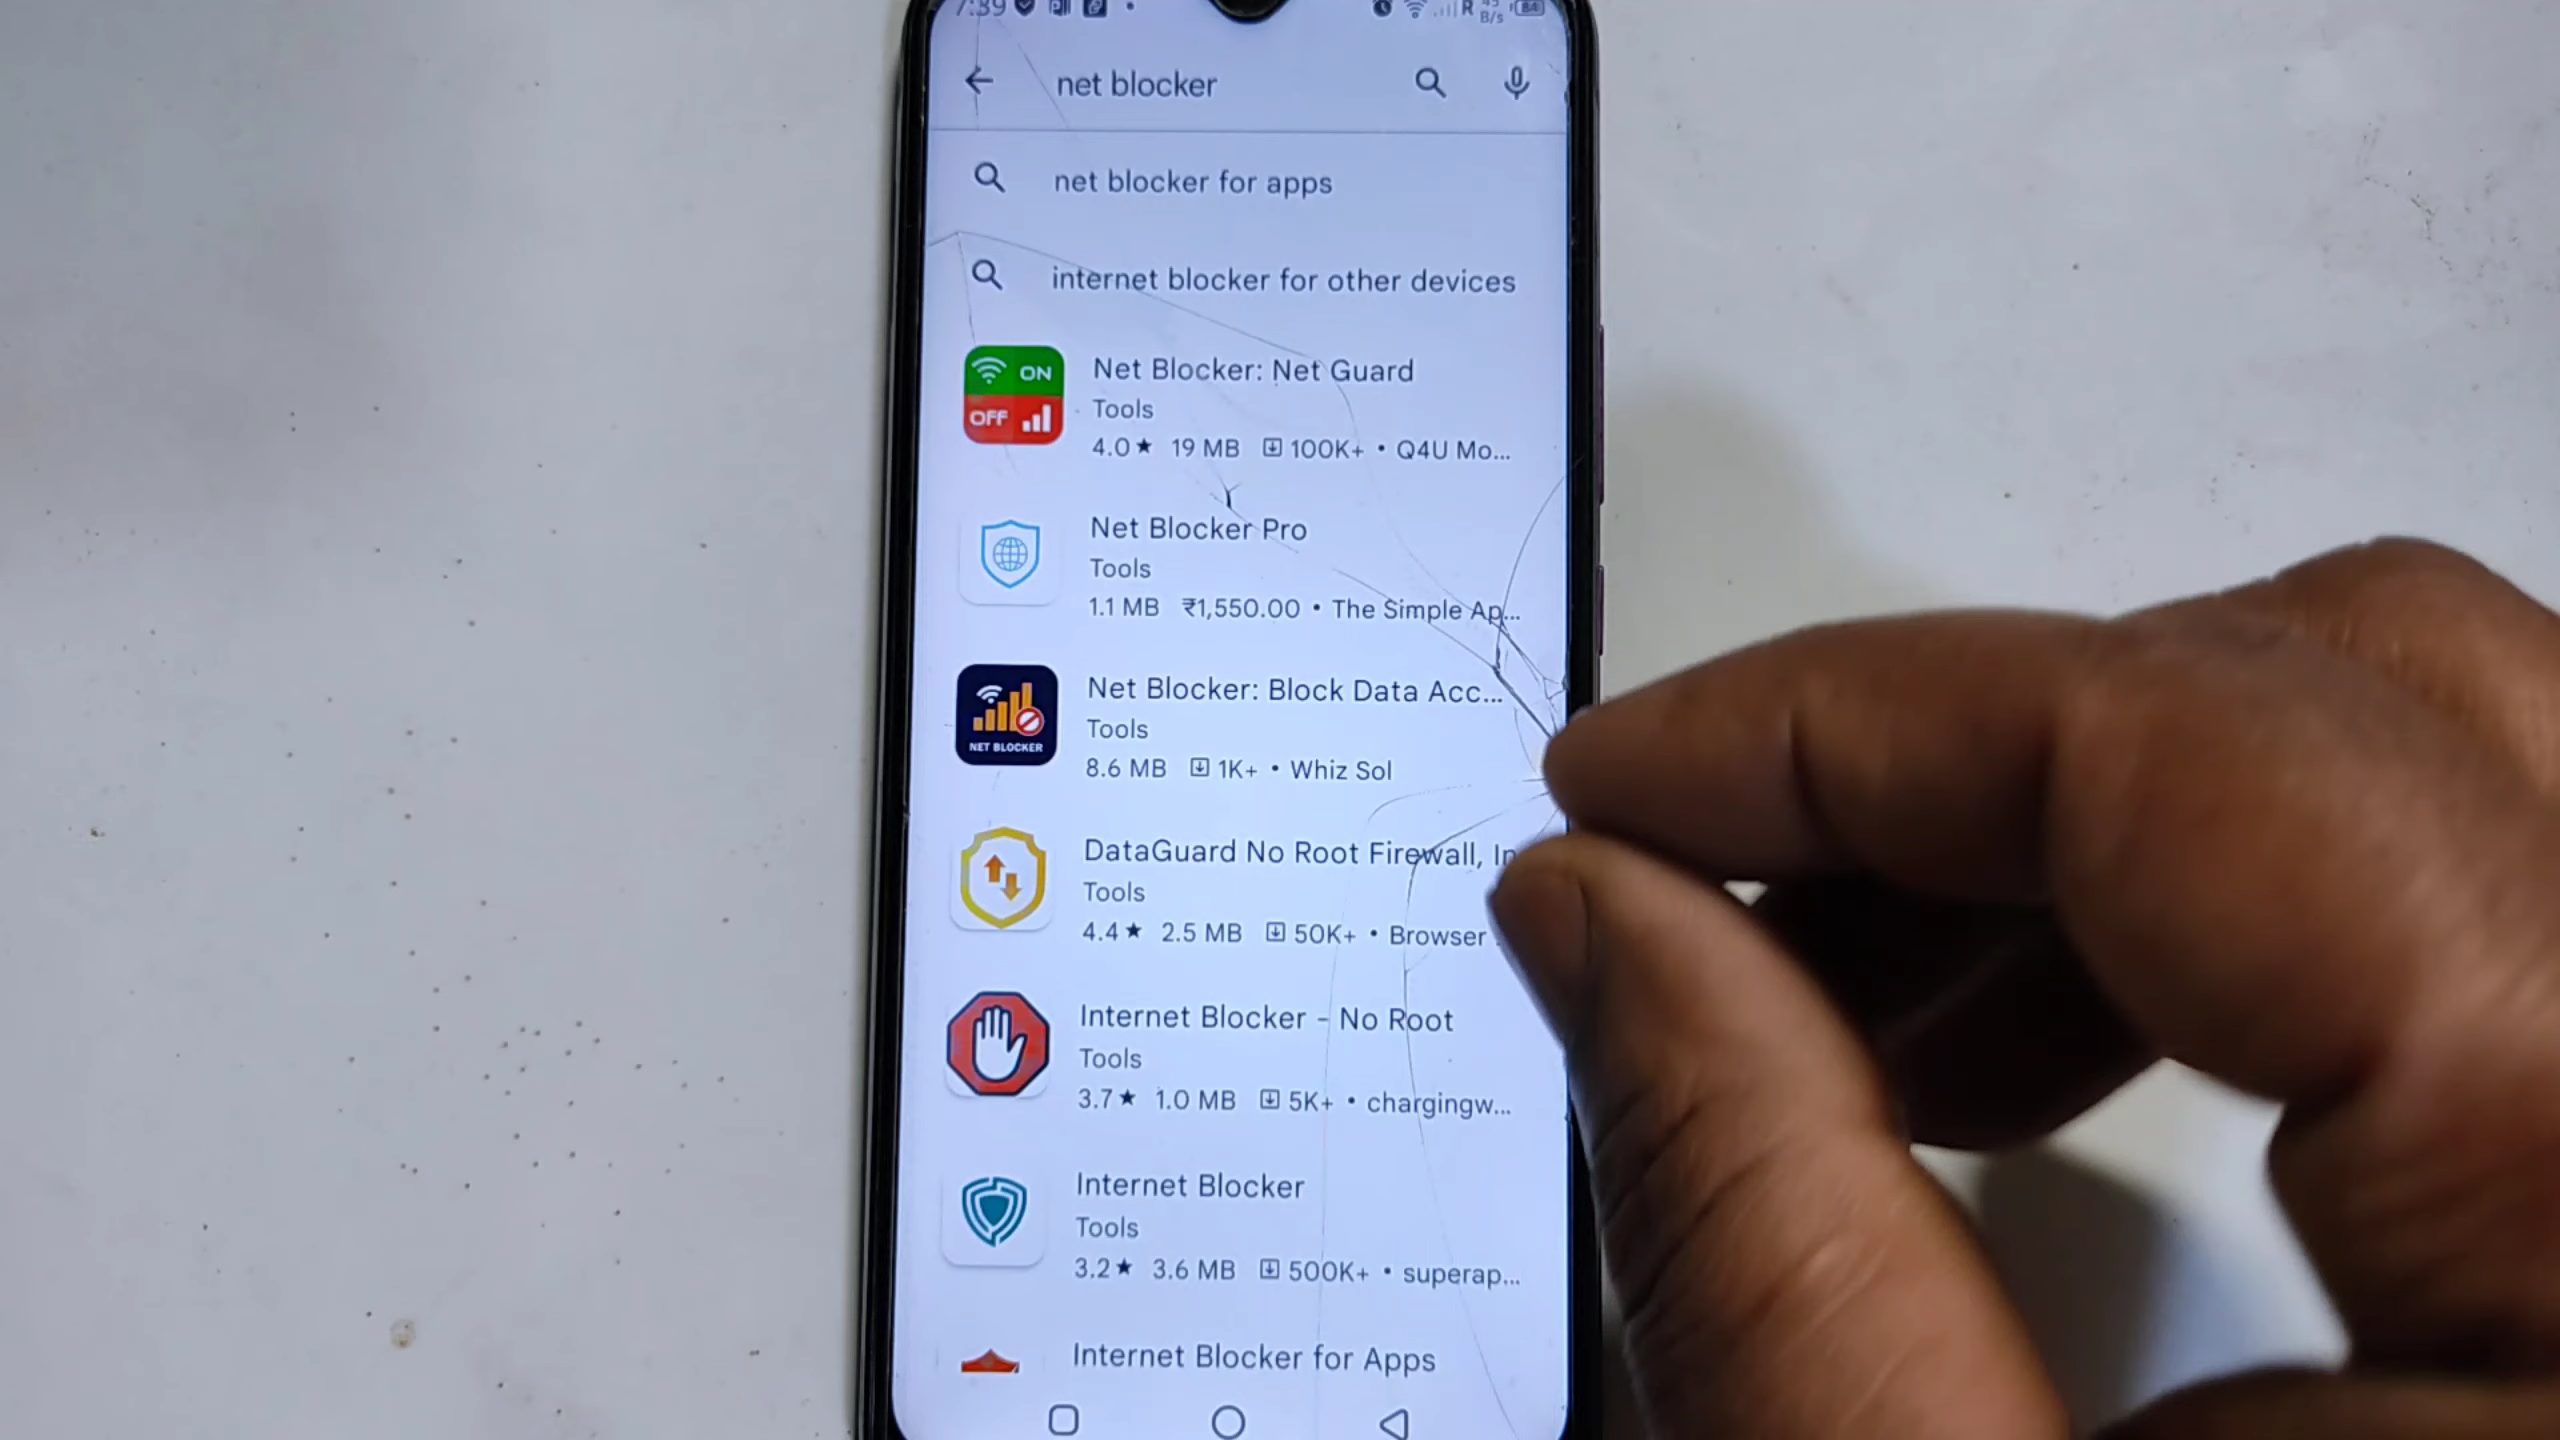 7:39 R B/s 84
net blocker
net blocker for apps
internet blocker for other devices
ON
OFF
Net Blocker: Net Guard
Tools
4.0★ 19 MB 100K+ • Q4U Mo...
Net Blocker Pro
Tools
1.1 MB ₹1,550.00 • The Simple Ap...
NET BLOCKER
Net Blocker: Block Data Acc...
Tools
8.6 MB 1K+ • Whiz Sol
DataGuard No Root Firewall, In
Tools
4.4★ 2.5 MB 50K+ • Browser
Internet Blocker - No Root
Tools
3.7★ 1.0 MB 5K+ • chargingw...
Internet Blocker
Tools
3.2★ 3.6 MB 500K+ • superap...
Internet Blocker for Apps